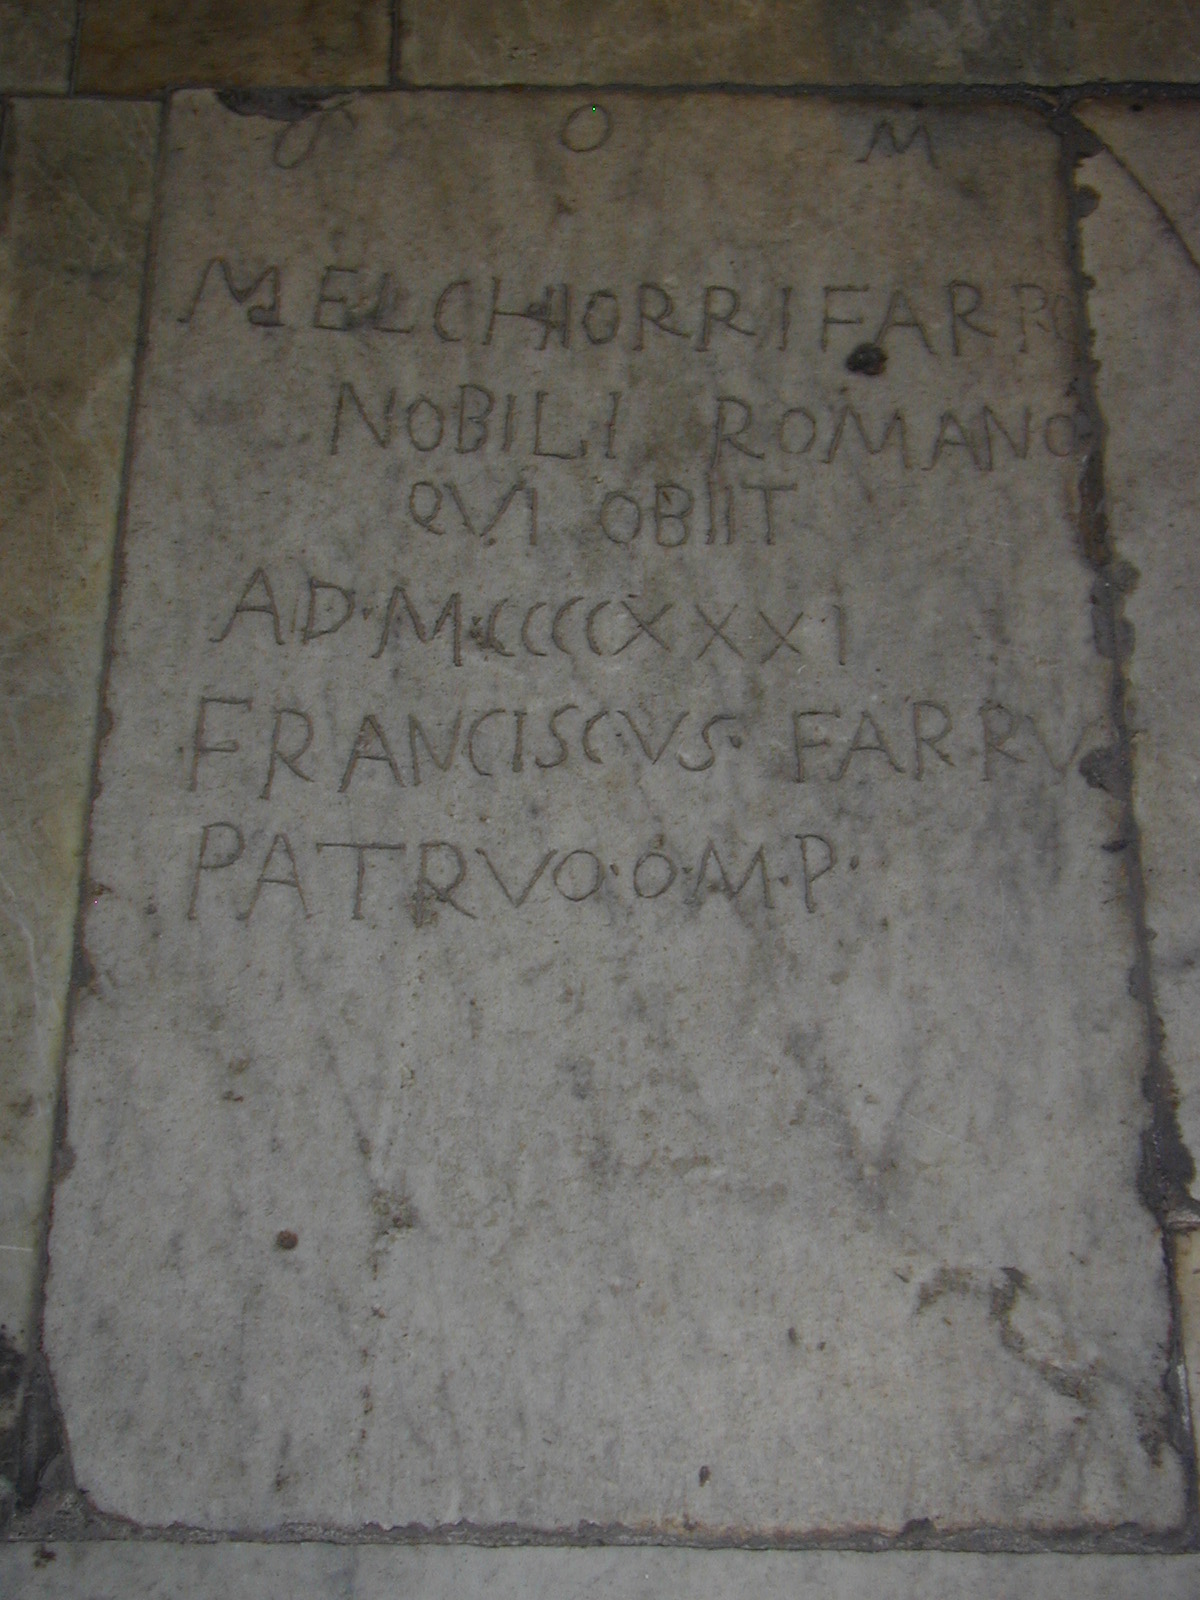 D O M
MELCHIORRI FARRO
NOBILI ROMANO
QVI OBIIT
AD·M·CCCCXXXI
FRANCISCVS· FARRV
PATRVO·O·M·P·